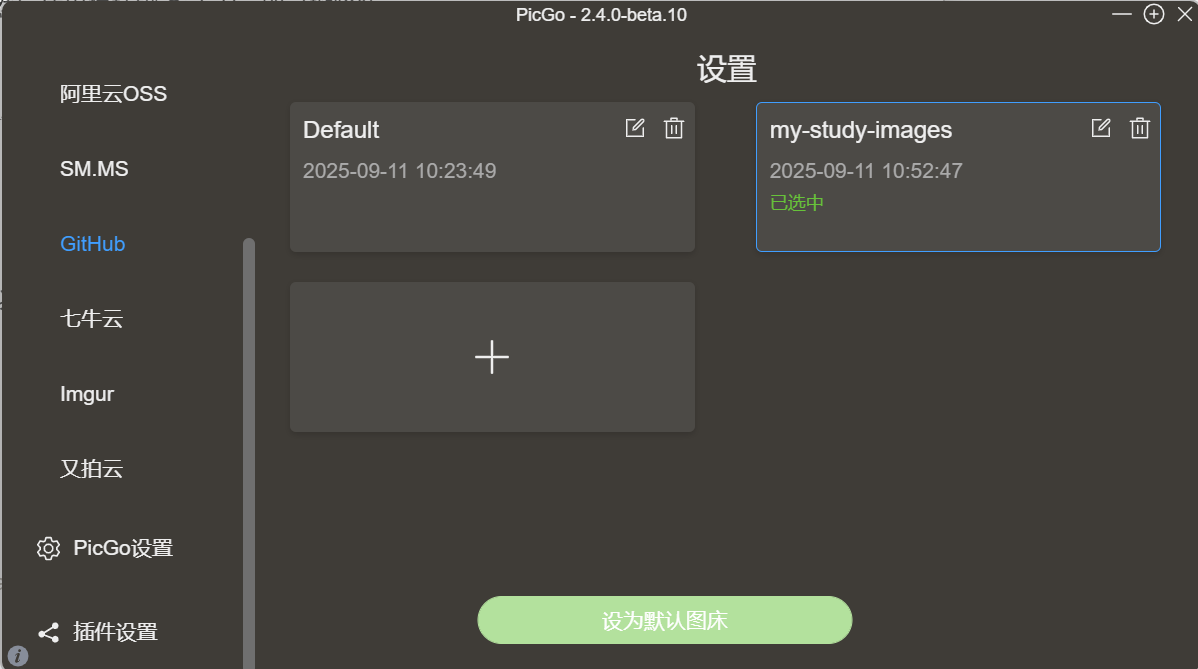 PicGo - 2.4.0-beta.10
阿里云OSS
SM.MS
GitHub
七牛云
Imgur
又拍云
PicGo设置
插件设置
设置
Default
2025-09-11 10:23:49
my-study-images
2025-09-11 10:52:47
已选中
设为默认图床